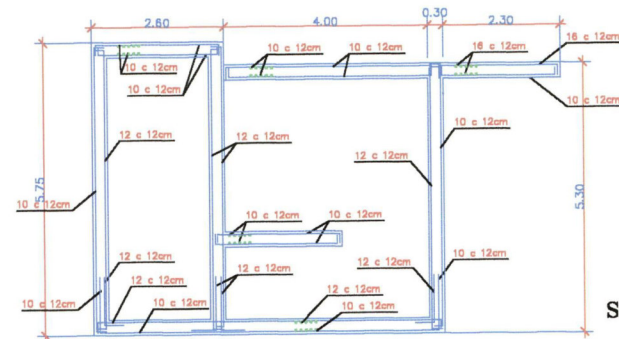 2.60 4.00 0.30 2.30
10 c 12cm 10 c 12cm 16 c 12cm 16 c 12cm
10 c 12cm
10 c 12cm 10 c 12cm
12 c 12cm 12 c 12cm 10 c 12cm
12 c 12cm
5.75 5.30
10 c 12cm
10 c 12cm 10 c 12cm
12 c 12cm 12 c 12cm 12 c 12cm 10 c 12cm
10 c 12cm 12 c 12cm 12 c 12cm
10 c 12cm 10 c 12cm
S